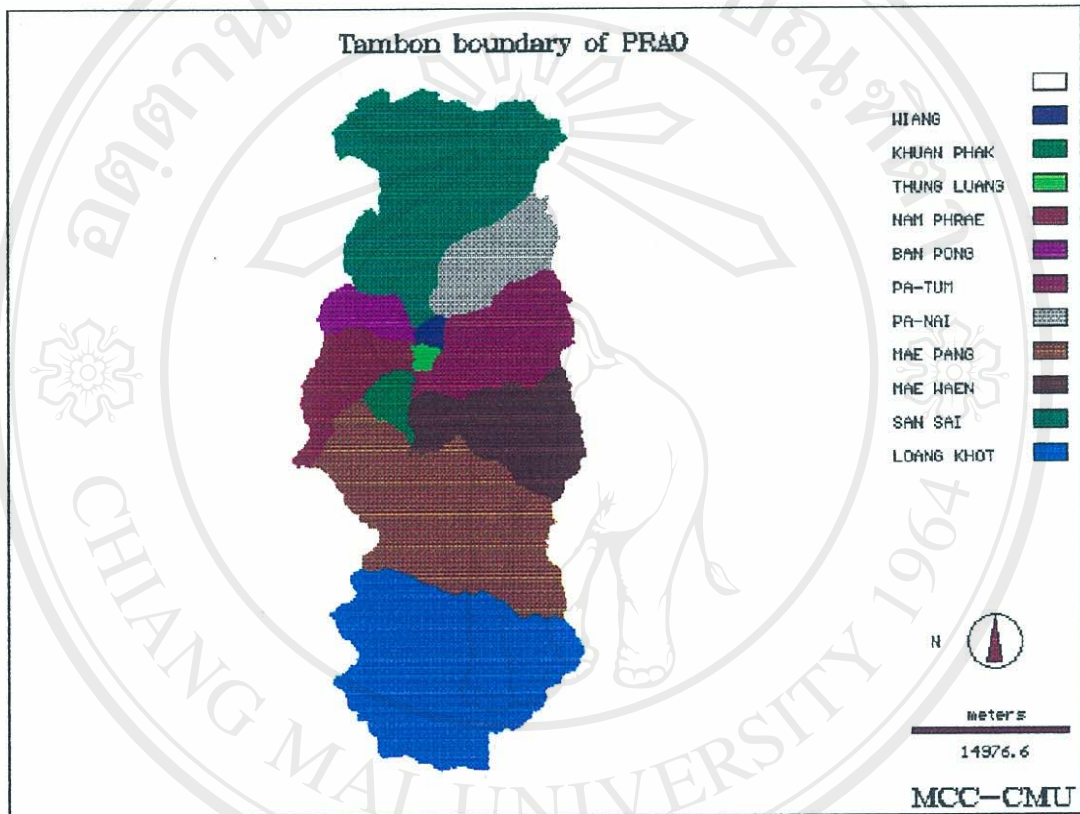 Tambon boundary of PRAO
WIANG
KHUAN PHAK
THUNG LUANG
NAM PHRAE
BAN PONG
PA-TUM
PA-NAI
MAE PANG
MAE WAEN
SAN SAI
LOANG KHOT
N
meters
14976.6
MCC-CMU
CHIANG MAI UNIVERSITY 1964